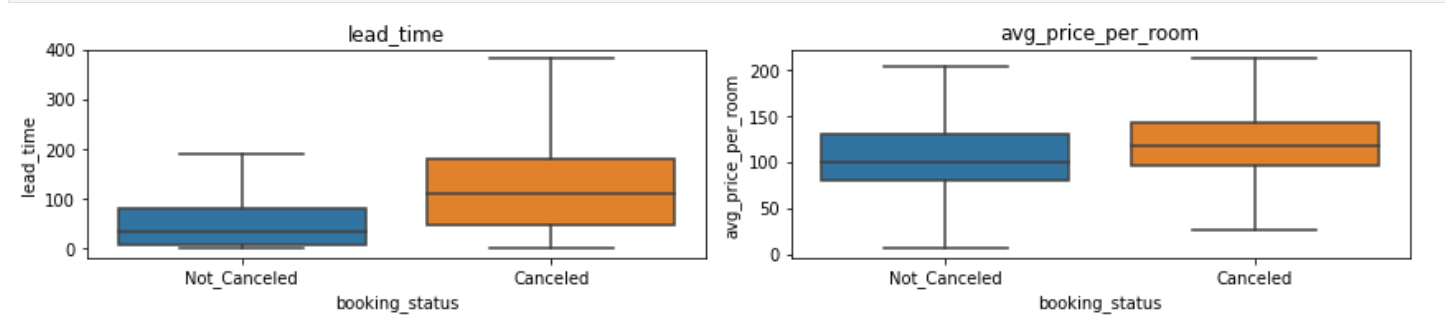 lead_time
400
300
200
100
0
lead_time
Not_Canceled
Canceled
booking_status
avg_price_per_room
200
150
100
50
0
avg_price_per_room
Not_Canceled
Canceled
booking_status